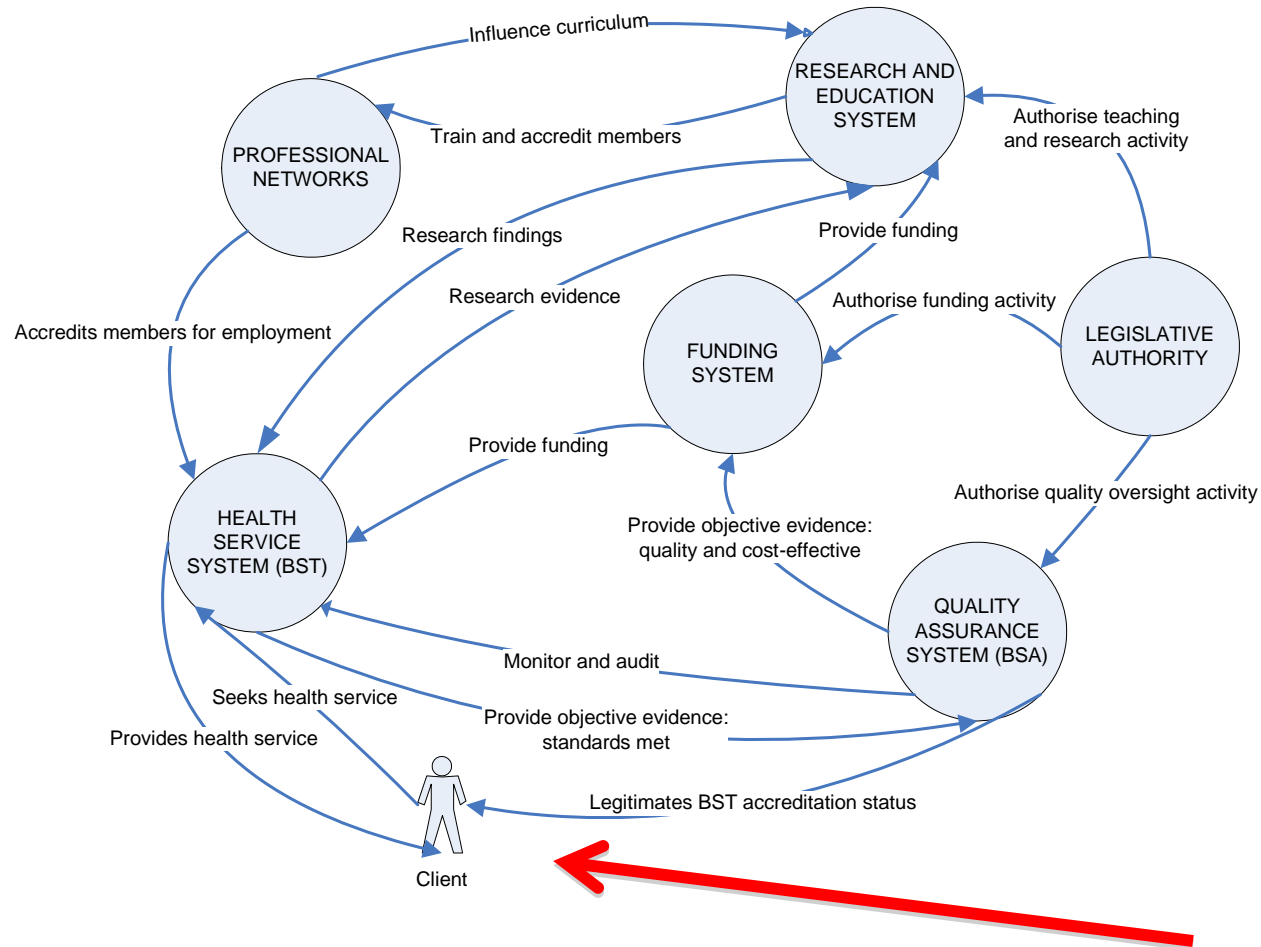 Influence curriculum
RESEARCH AND
EDUCATION
SYSTEM
Authorise teaching
and research activity
Train and accredit members
PROFESSIONAL
NETWORKS
Research findings
Provide funding
Research evidence
Authorise funding activity
Accredits members for employment
FUNDING
SYSTEM
LEGISLATIVE
AUTHORITY
Provide funding
Authorise quality oversight activity
HEALTH
SERVICE
SYSTEM (BST)
Provide objective evidence:
quality and cost-effective
QUALITY
ASSURANCE
SYSTEM (BSA)
Monitor and audit
Seeks health service
Provide objective evidence:
standards met
Provides health service
Legitimates BST accreditation status
Client